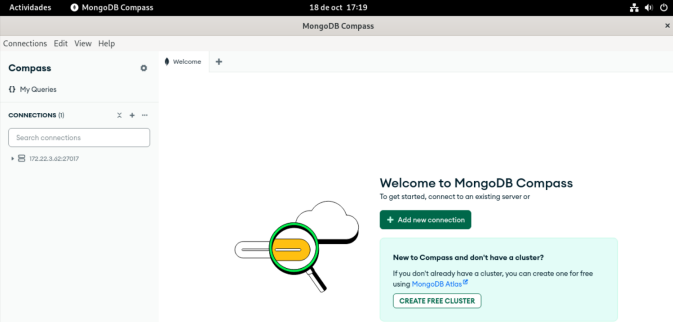 Actividades
MongoDB Compass
18 de oct 17:19
MongoDB Compass
Connections Edit View Help
Compass
Welcome
My Queries
CONNECTIONS (1)
Search connections
172.22.3.62:27017
Welcome to MongoDB Compass
To get started, connect to an existing server or
Add new connection
New to Compass and don't have a cluster?
If you don't already have a cluster, you can create one for free
using MongoDB Atlas
CREATE FREE CLUSTER